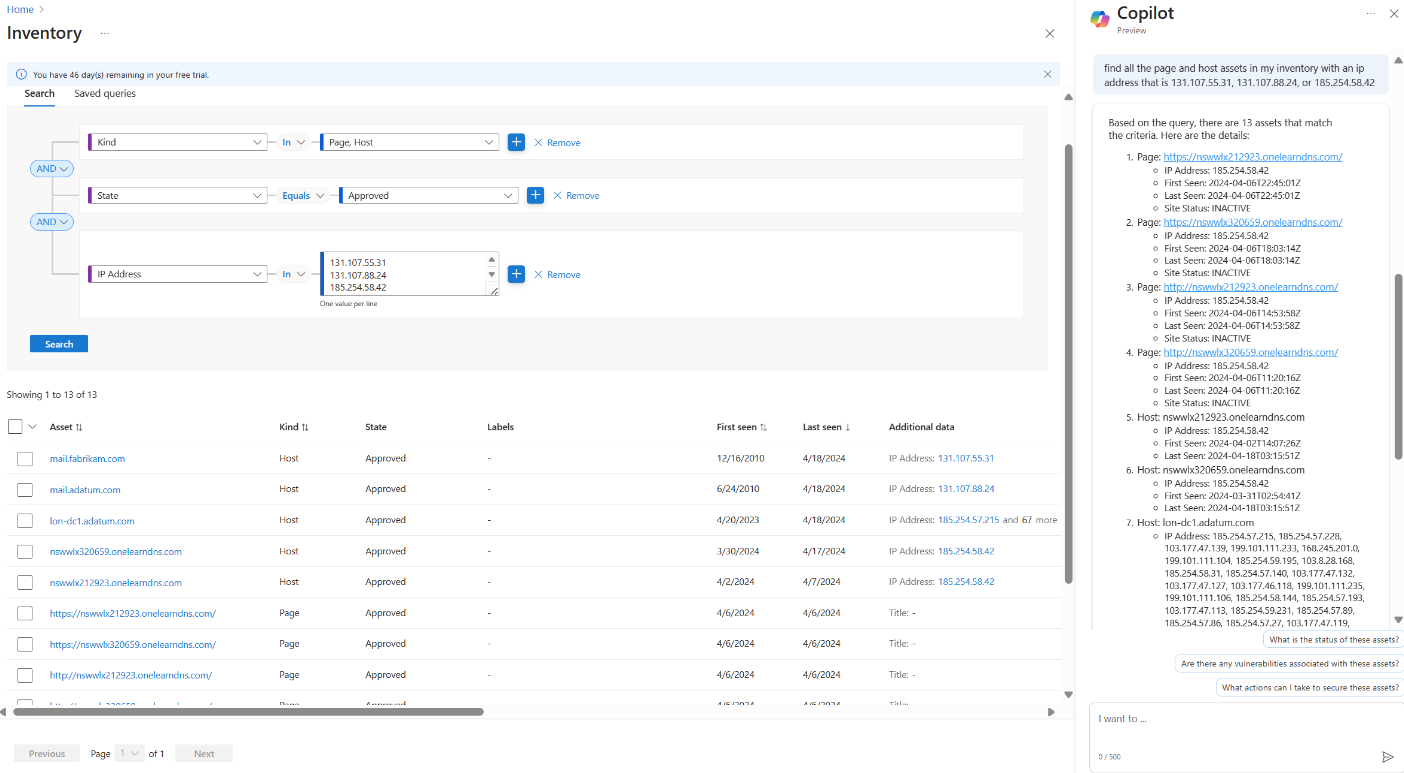 Home
Inventory
You have 46 day(s) remaining in your free trial.
Search Saved queries
Kind In Page, Host Remove
AND
State Equals Approved Remove
AND
IP Address In 131.107.55.31 Remove
131.107.88.24
185.254.58.42
One value per line
Search
Showing 1 to 13 of 13
Asset Kind State Labels First seen Last seen Additional data
mail.fabrikam.com Host Approved - 12/16/2010 4/18/2024 IP Address: 131.107.55.31
mail.adatum.com Host Approved - 6/24/2010 4/18/2024 IP Address: 131.107.88.24
lon-dc1.adatum.com Host Approved - 4/20/2023 4/18/2024 IP Address: 185.254.57.215 and 67 more
nswwlx320659.onelearndns.com Host Approved - 3/30/2024 4/17/2024 IP Address: 185.254.58.42
nswwlx212923.onelearndns.com Host Approved - 4/2/2024 4/7/2024 IP Address: 185.254.58.42
https://nswwlx212923.onelearndns.com/ Page Approved - 4/6/2024 4/6/2024 Title: -
https://nswwlx320659.onelearndns.com/ Page Approved - 4/6/2024 4/6/2024 Title: -
http://nswwlx212923.onelearndns.com/ Page Approved - 4/6/2024 4/6/2024 Title: -
Previous Page 1 of 1 Next
Copilot
Preview
find all the page and host assets in my inventory with an ip
address that is 131.107.55.31, 131.107.88.24, or 185.254.58.42
Based on the query, there are 13 assets that match
the criteria. Here are the details:
1. Page: https://nswwlx212923.onelearndns.com/
IP Address: 185.254.58.42
First Seen: 2024-04-06T22:45:01Z
Last Seen: 2024-04-06T22:45:01Z
Site Status: INACTIVE
2. Page: https://nswwlx320659.onelearndns.com/
IP Address: 185.254.58.42
First Seen: 2024-04-06T18:03:14Z
Last Seen: 2024-04-06T18:03:14Z
Site Status: INACTIVE
3. Page: http://nswwlx212923.onelearndns.com/
IP Address: 185.254.58.42
First Seen: 2024-04-06T14:53:58Z
Last Seen: 2024-04-06T14:53:58Z
Site Status: INACTIVE
4. Page: http://nswwlx320659.onelearndns.com/
IP Address: 185.254.58.42
First Seen: 2024-04-06T11:20:16Z
Last Seen: 2024-04-06T11:20:16Z
Site Status: INACTIVE
5. Host: nswwlx212923.onelearndns.com
IP Address: 185.254.58.42
First Seen: 2024-04-02T14:07:26Z
Last Seen: 2024-04-18T03:15:51Z
6. Host: nswwlx320659.onelearndns.com
IP Address: 185.254.58.42
First Seen: 2024-03-31T02:54:41Z
Last Seen: 2024-04-18T03:15:51Z
7. Host: lon-dc1.adatum.com
IP Address: 185.254.57.215, 185.254.57.228,
103.177.47.139, 199.101.111.233, 168.245.201.0,
199.101.111.104, 185.254.59.195, 103.8.28.168,
185.254.58.31, 185.254.57.140, 103.177.47.132,
103.177.47.127, 103.177.46.118, 199.101.111.235,
199.101.111.106, 185.254.58.144, 185.254.57.193,
103.177.47.113, 185.254.59.231, 185.254.57.89,
185.254.57.86, 185.254.57.27, 103.177.47.119,
What is the status of these assets?
Are there any vulnerabilities associated with these assets?
What actions can I take to secure these assets?
I want to ...
0 / 500